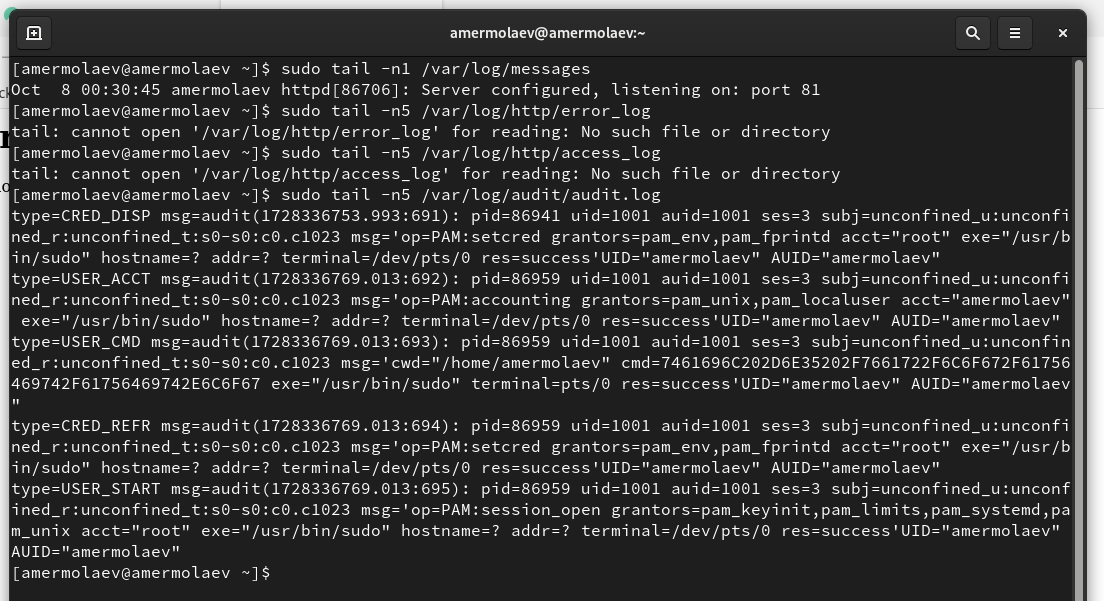 amermolaev@amermolaev:~
[amermolaev@amermolaev ~]$ sudo tail -n1 /var/log/messages
Oct  8 00:30:45 amermolaev httpd[86706]: Server configured, listening on: port 81
[amermolaev@amermolaev ~]$ sudo tail -n5 /var/log/http/error_log
tail: cannot open '/var/log/http/error_log' for reading: No such file or directory
[amermolaev@amermolaev ~]$ sudo tail -n5 /var/log/http/access_log
tail: cannot open '/var/log/http/access_log' for reading: No such file or directory
[amermolaev@amermolaev ~]$ sudo tail -n5 /var/log/audit/audit.log
type=CRED_DISP msg=audit(1728336753.993:691): pid=86941 uid=1001 auid=1001 ses=3 subj=unconfined_u:unconfi
ned_r:unconfined_t:s0-s0:c0.c1023 msg='op=PAM:setcred grantors=pam_env,pam_fprintd acct="root" exe="/usr/b
in/sudo" hostname=? addr=? terminal=/dev/pts/0 res=success'UID="amermolaev" AUID="amermolaev"
type=USER_ACCT msg=audit(1728336769.013:692): pid=86959 uid=1001 auid=1001 ses=3 subj=unconfined_u:unconfi
ned_r:unconfined_t:s0-s0:c0.c1023 msg='op=PAM:accounting grantors=pam_unix,pam_localuser acct="amermolaev"
 exe="/usr/bin/sudo" hostname=? addr=? terminal=/dev/pts/0 res=success'UID="amermolaev" AUID="amermolaev"
type=USER_CMD msg=audit(1728336769.013:693): pid=86959 uid=1001 auid=1001 ses=3 subj=unconfined_u:unconfin
ed_r:unconfined_t:s0-s0:c0.c1023 msg='cwd="/home/amermolaev" cmd=7461696C202D6E35202F7661722F6C6F672F61756
469742F61756469742E6C6F67 exe="/usr/bin/sudo" terminal=pts/0 res=success'UID="amermolaev" AUID="amermolaev
"
type=CRED_REFR msg=audit(1728336769.013:694): pid=86959 uid=1001 auid=1001 ses=3 subj=unconfined_u:unconfi
ned_r:unconfined_t:s0-s0:c0.c1023 msg='op=PAM:setcred grantors=pam_env,pam_fprintd acct="root" exe="/usr/b
in/sudo" hostname=? addr=? terminal=/dev/pts/0 res=success'UID="amermolaev" AUID="amermolaev"
type=USER_START msg=audit(1728336769.013:695): pid=86959 uid=1001 auid=1001 ses=3 subj=unconfined_u:unconf
ined_r:unconfined_t:s0-s0:c0.c1023 msg='op=PAM:session_open grantors=pam_keyinit,pam_limits,pam_systemd,pa
m_unix acct="root" exe="/usr/bin/sudo" hostname=? addr=? terminal=/dev/pts/0 res=success'UID="amermolaev"
AUID="amermolaev"
[amermolaev@amermolaev ~]$